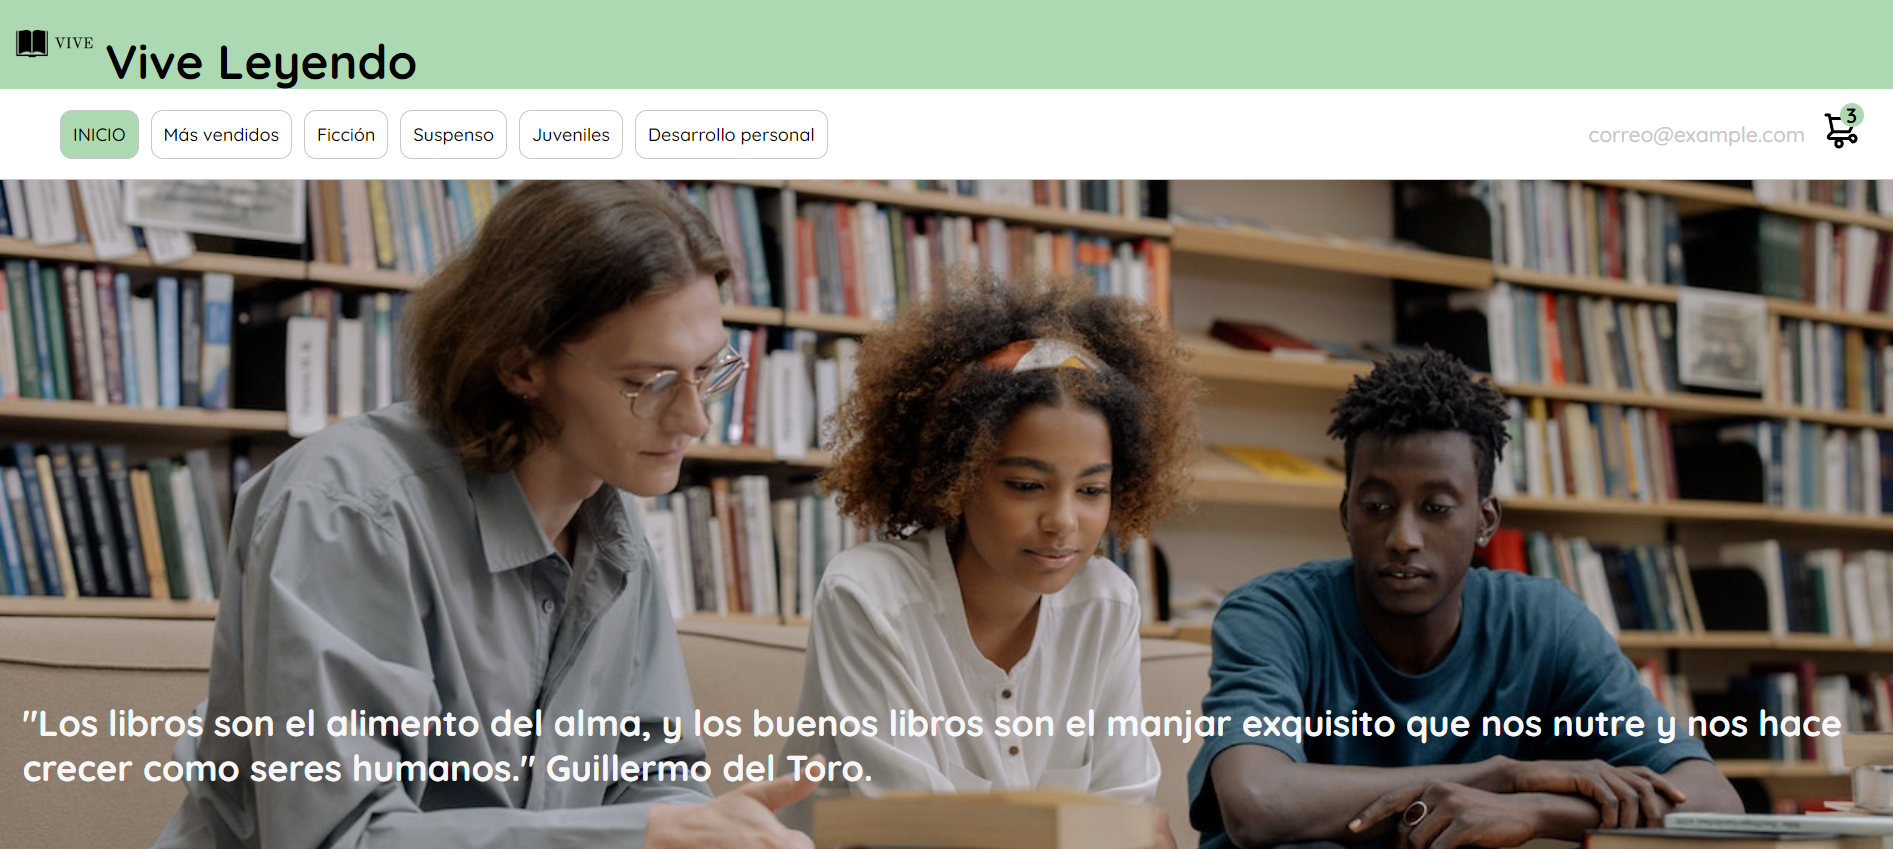 VIVE
Vive Leyendo
INICIO
Más vendidos
Ficción
Suspenso
Juveniles
Desarrollo personal
correo@example.com
3
"Los libros son el alimento del alma, y los buenos libros son el manjar exquisito que nos nutre y nos hace
crecer como seres humanos." Guillermo del Toro.